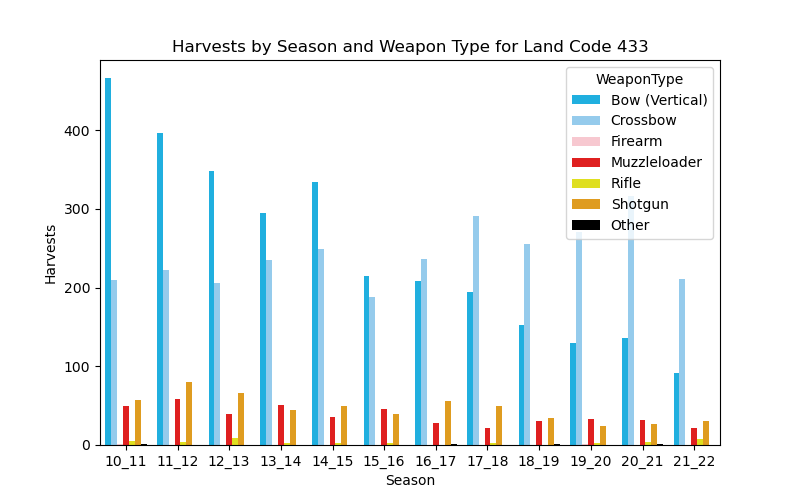 Harvests by Season and Weapon Type for Land Code 433
WeaponType
Bow (Vertical)
Crossbow
Firearm
Muzzleloader
Rifle
Shotgun
Other
Harvests
400
300
200
100
0
10_11 11_12 12_13 13_14 14_15 15_16 16_17 17_18 18_19 19_20 20_21 21_22
Season